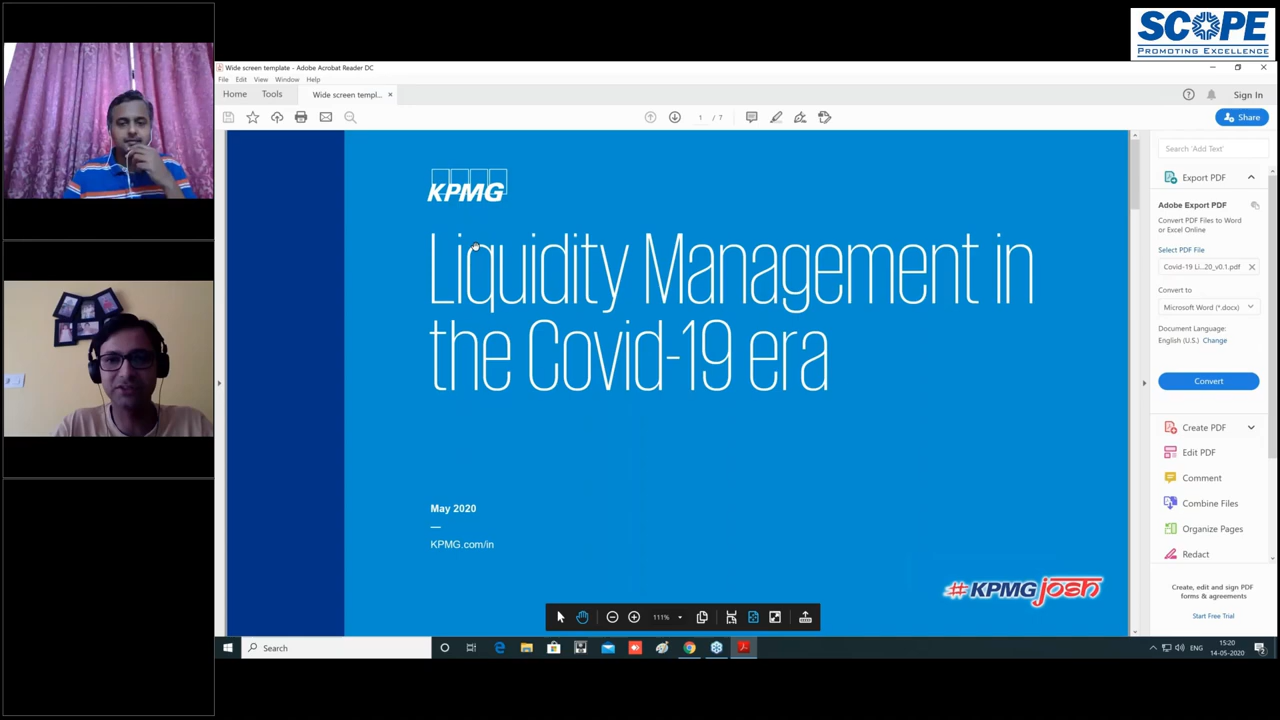 SCOPE
PROMOTING EXCELLENCE
Wide screen template - Adobe Acrobat Reader DC
File Edit View Window Help
Home Tools Wide screen templ... ×
Sign In
1 / 7
Share
KPMG
Liquidity Management in
the Covid-19 era
May 2020
—
KPMG.com/in
#KPMGjosh
111%
Search 'Add Text'
Export PDF
Adobe Export PDF
Convert PDF Files to Word
or Excel Online
Select PDF File
Covid-19 Li...20_v0.1.pdf
Convert to
Microsoft Word (*.docx)
Document Language:
English (U.S.) Change
Convert
Create PDF
Edit PDF
Comment
Combine Files
Organize Pages
Redact
Create, edit and sign PDF
forms & agreements
Start Free Trial
Search
ENG
15:20
14-05-2020
2